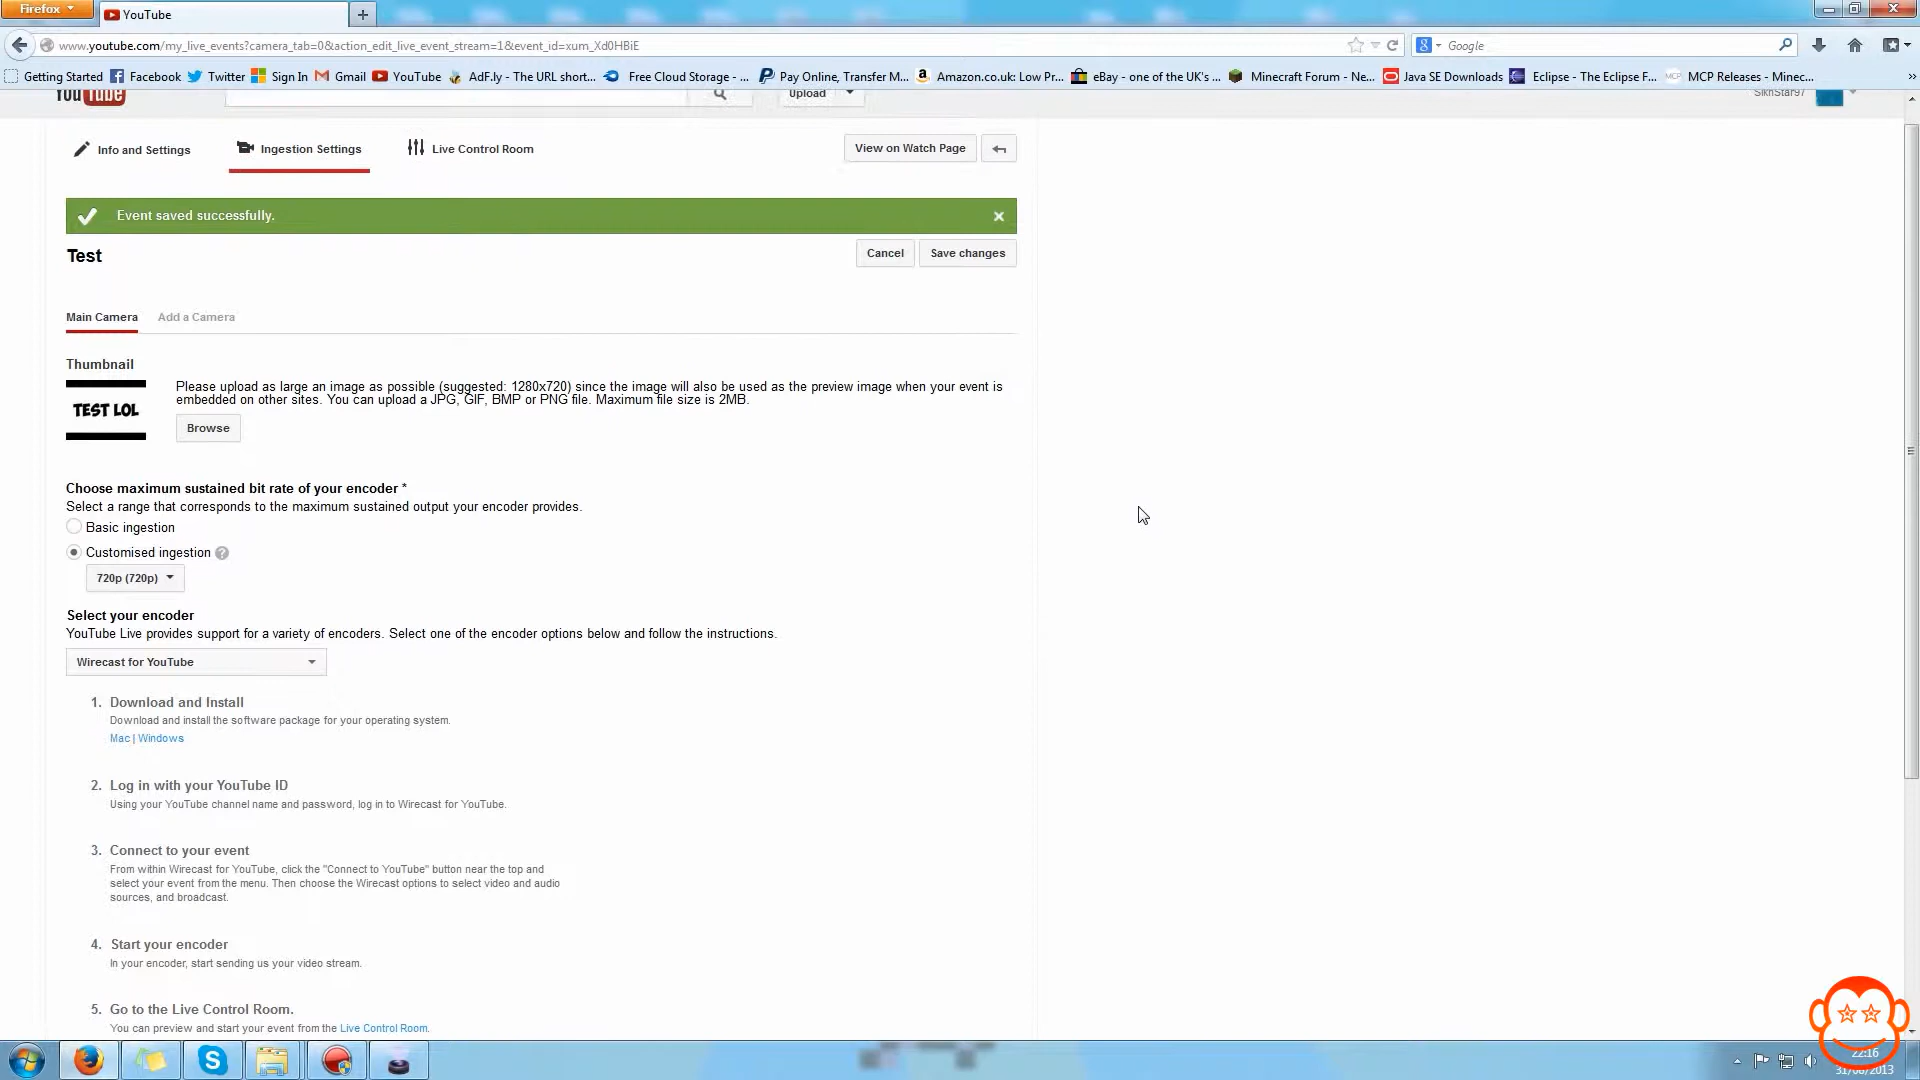 Firefox
YouTube
www.youtube.com/my_live_events?camera_tab=0&action_edit_live_event_stream=1&event_id=xum_Xd0HBiE
Google
Getting Started Facebook Twitter Sign In Gmail YouTube AdF.ly - The URL short... Free Cloud Storage - ... Pay Online, Transfer M... Amazon.co.uk: Low Pr... eBay - one of the UK's ... Minecraft Forum - Ne... Java SE Downloads Eclipse - The Eclipse F... MCP Releases - Minec...
YouTube
Upload
SikhStar97
Info and Settings
Ingestion Settings
Live Control Room
View on Watch Page
Event saved successfully.
Test
Cancel
Save changes
Main Camera
Add a Camera
Thumbnail
TEST LOL
Please upload as large an image as possible (suggested: 1280x720) since the image will also be used as the preview image when your event is
embedded on other sites. You can upload a JPG, GIF, BMP or PNG file. Maximum file size is 2MB.
Browse
Choose maximum sustained bit rate of your encoder *
Select a range that corresponds to the maximum sustained output your encoder provides.
Basic ingestion
Customised ingestion ?
720p (720p)
Select your encoder
YouTube Live provides support for a variety of encoders. Select one of the encoder options below and follow the instructions.
Wirecast for YouTube
1. Download and Install
Download and install the software package for your operating system.
Mac | Windows
2. Log in with your YouTube ID
Using your YouTube channel name and password, log in to Wirecast for YouTube.
3. Connect to your event
From within Wirecast for YouTube, click the "Connect to YouTube" button near the top and
select your event from the menu. Then choose the Wirecast options to select video and audio
sources, and broadcast.
4. Start your encoder
In your encoder, start sending us your video stream.
5. Go to the Live Control Room.
You can preview and start your event from the Live Control Room.
22:16
31/08/2013